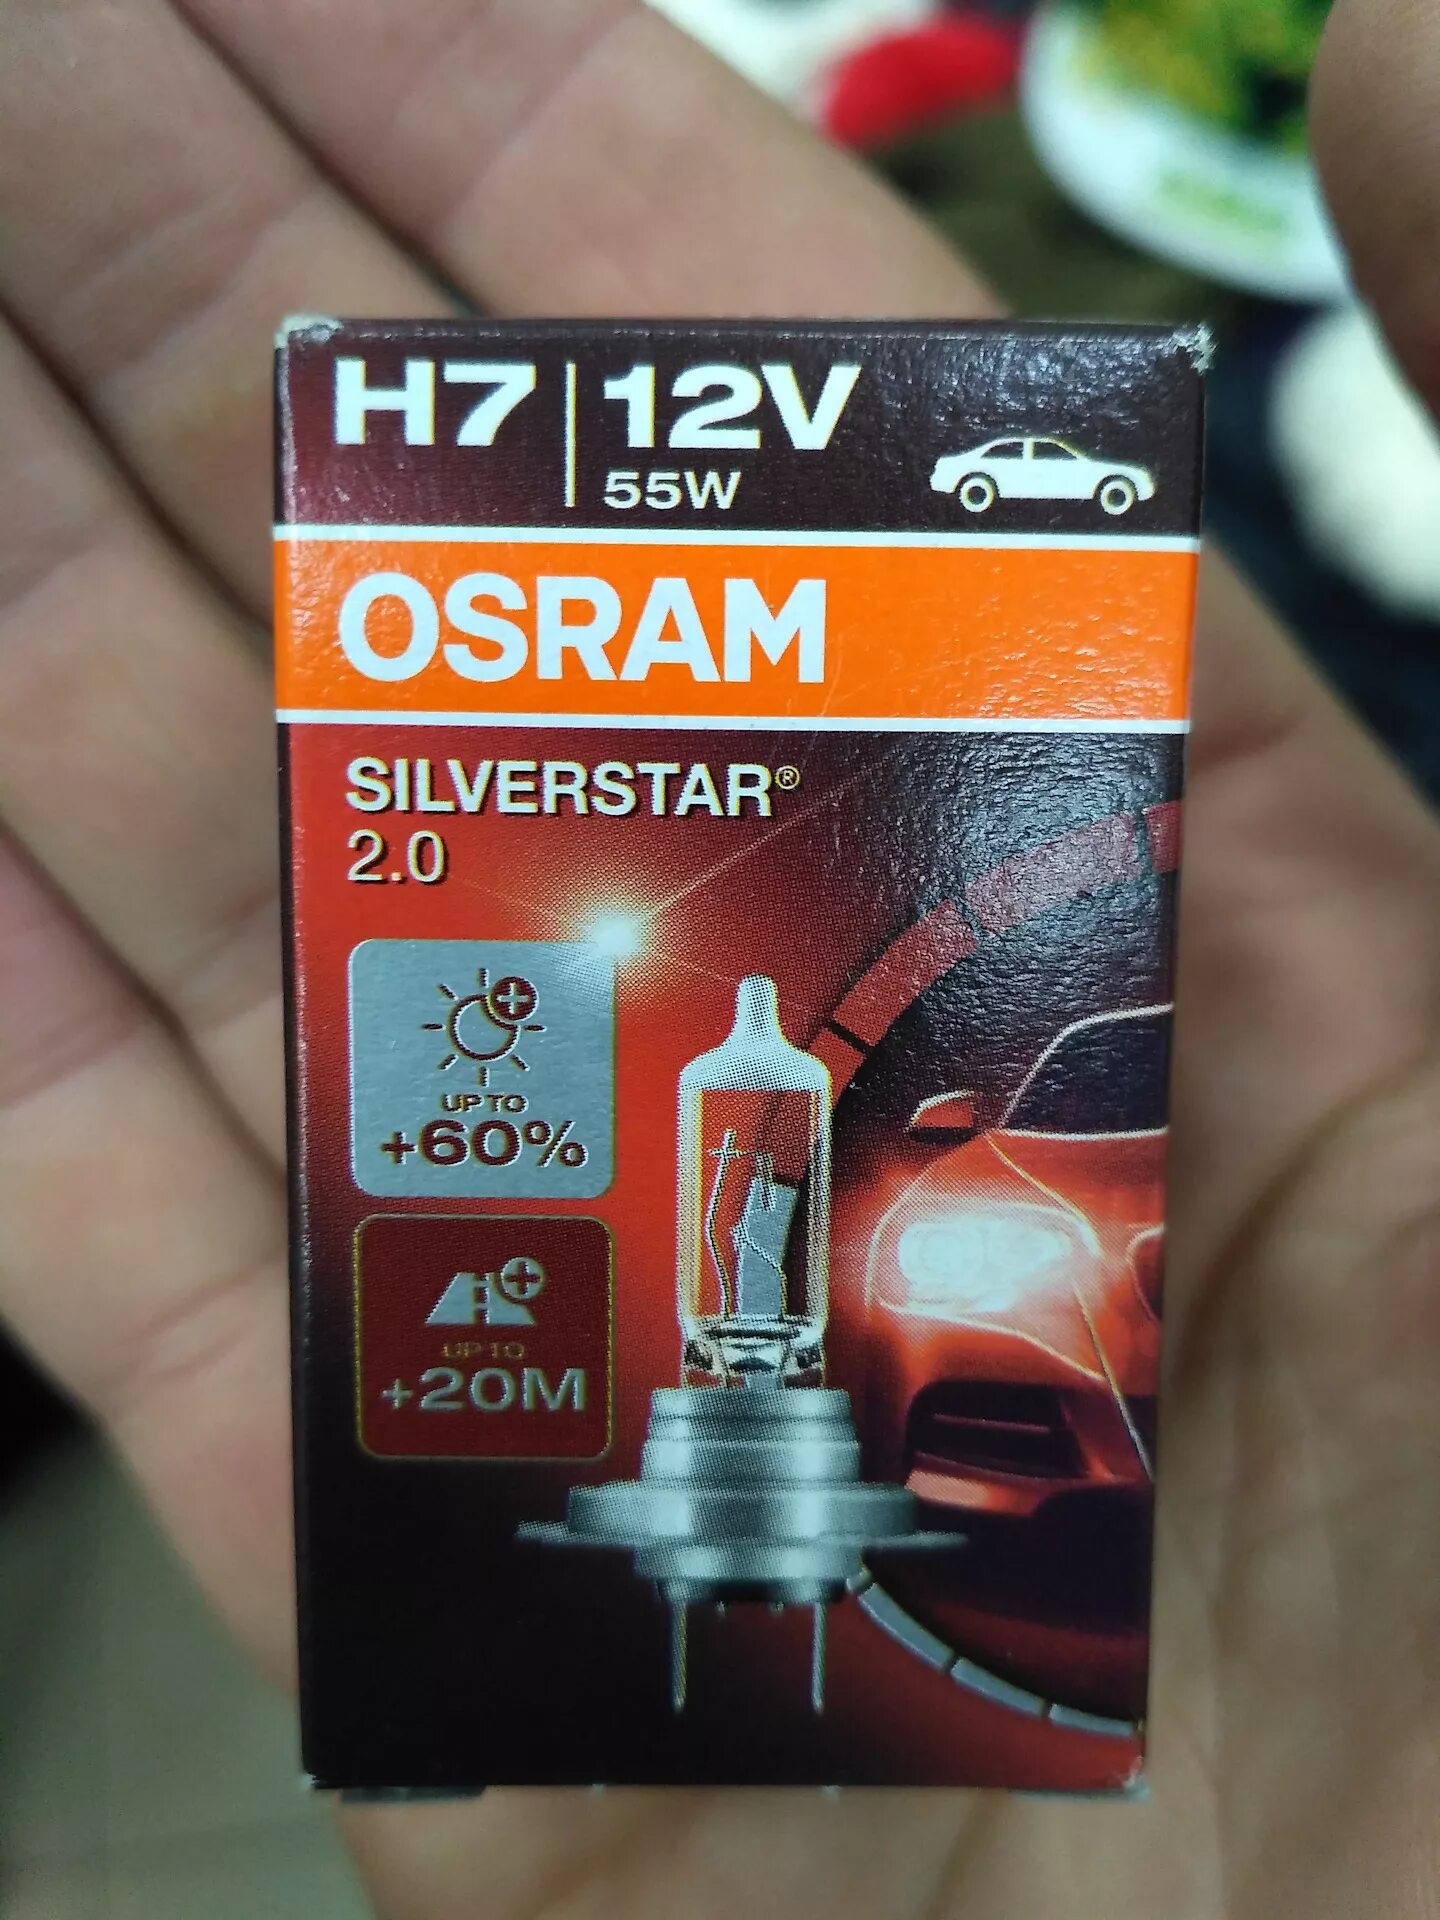 H7 12V
55W
OSRAM
SILVERSTAR®
2.0
UP TO
+60%
UP TO
+20M